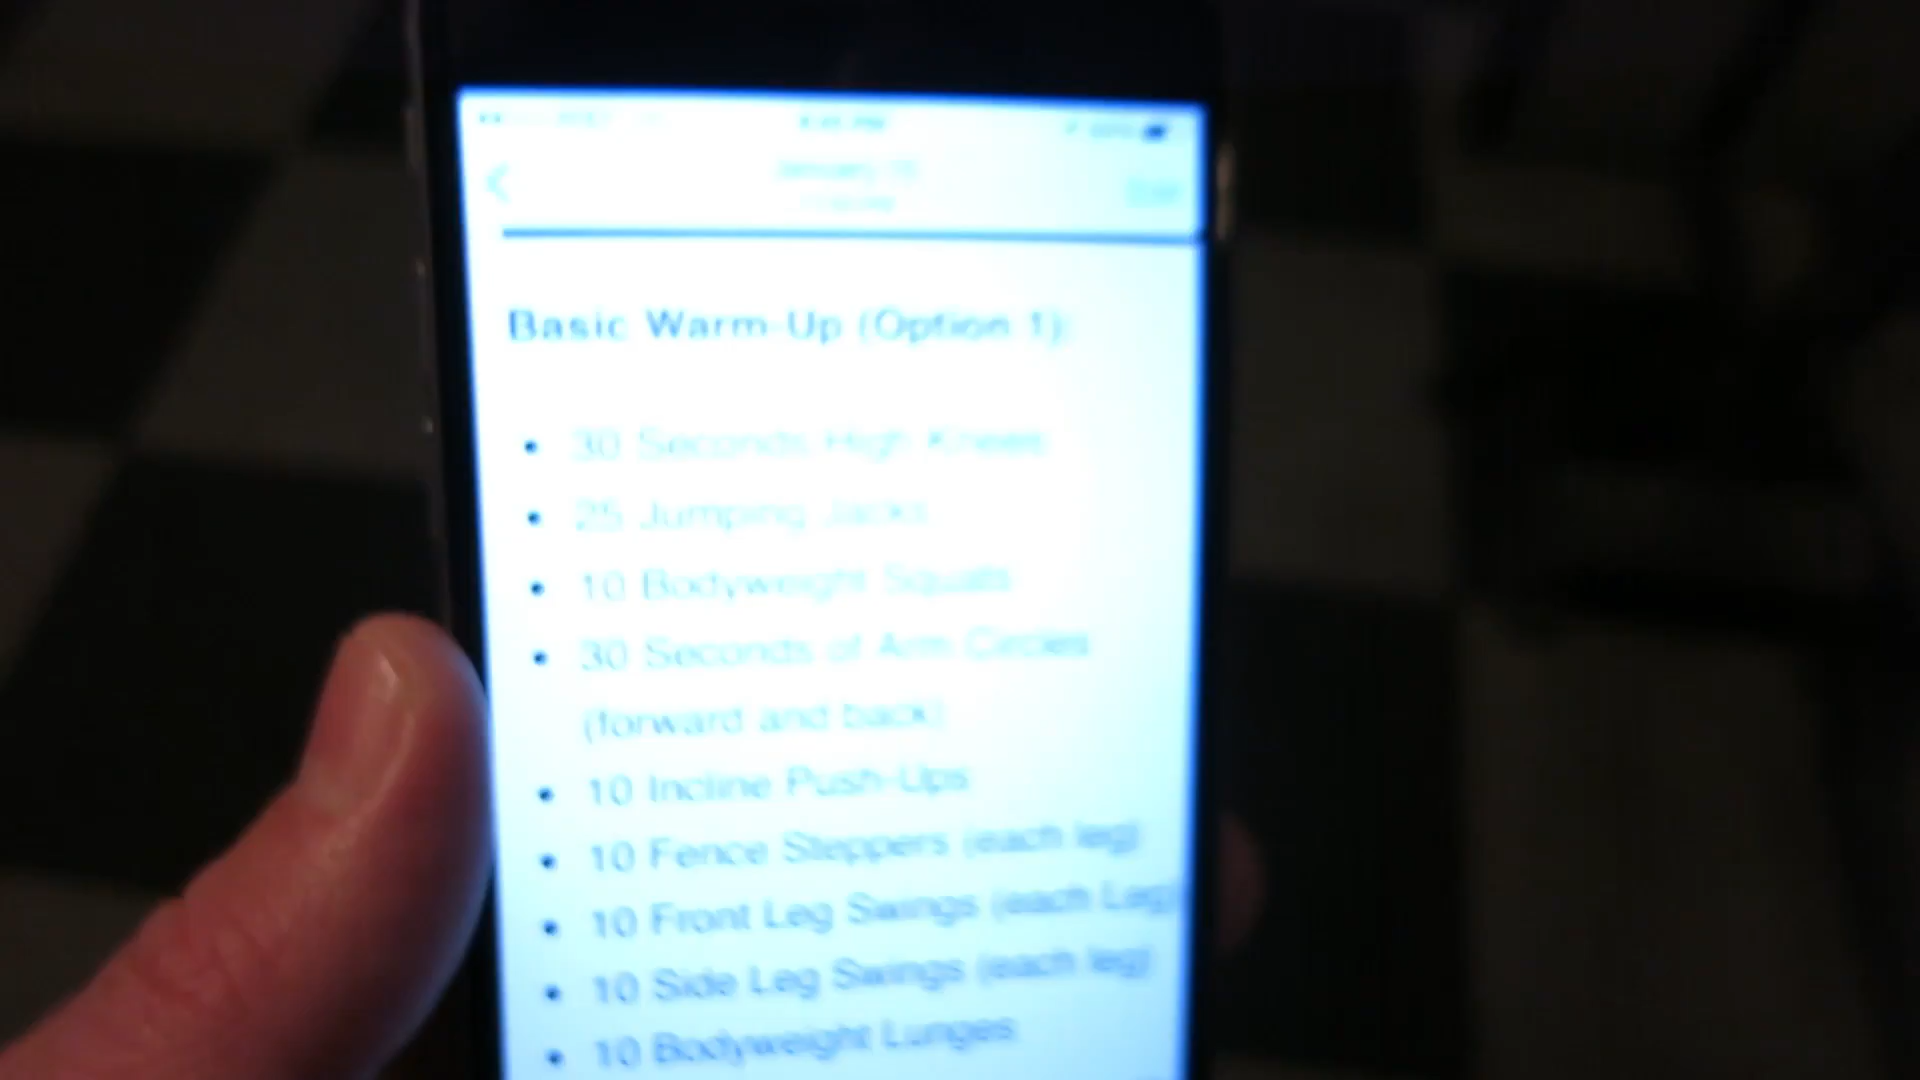 January
Edit
Basic Warm-Up (Option 1):
• 30 Seconds High Knees
• 25 Jumping Jacks
• 10 Bodyweight Squats
• 30 Seconds of Arm Circles
(forward and back)
• 10 Incline Push-Ups
• 10 Fence Steppers (each leg)
• 10 Front Leg Swings (each Leg)
• 10 Side Leg Swings (each leg)
• 10 Bodyweight Lunges